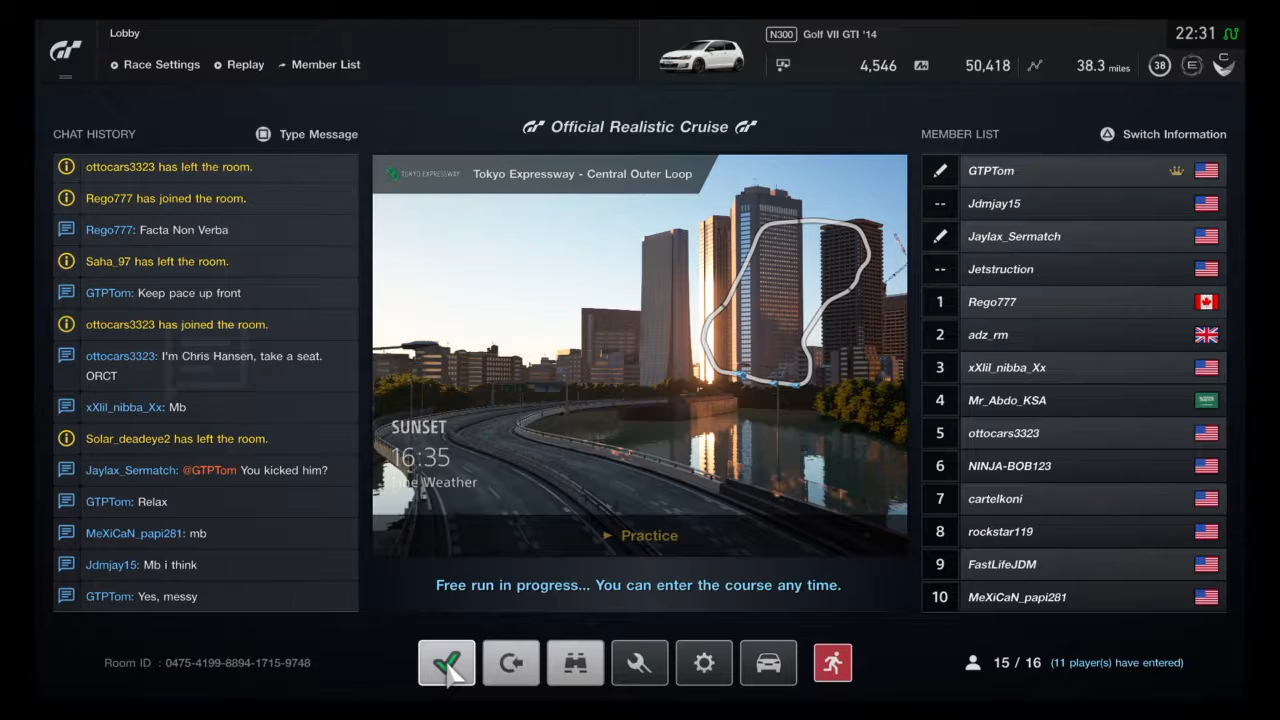 Lobby
Race Settings
Replay
Member List
N300 Golf VII GTI '14
4,546
50,418
38.3 miles
38
E
C
22:31
CHAT HISTORY
Type Message
ottocars3323 has left the room.
Rego777 has joined the room.
Rego777: Facta Non Verba
Saha_97 has left the room.
GTPTom: Keep pace up front
ottocars3323 has joined the room.
ottocars3323: I'm Chris Hansen, take a seat.
ORCT
xXlil_nibba_Xx: Mb
Solar_deadeye2 has left the room.
Jaylax_Sermatch: @GTPTom You kicked him?
GTPTom: Relax
MeXiCaN_papi281: mb
Jdmjay15: Mb i think
GTPTom: Yes, messy
Official Realistic Cruise
TOKYO EXPRESSWAY
Tokyo Expressway - Central Outer Loop
SUNSET
16:35
Fine Weather
Practice
Free run in progress... You can enter the course any time.
MEMBER LIST
Switch Information
GTPTom
-- Jdmjay15
Jaylax_Sermatch
-- Jetstruction
1 Rego777
2 adz_rm
3 xXlil_nibba_Xx
4 Mr_Abdo_KSA
5 ottocars3323
6 NINJA-BOB123
7 cartelkoni
8 rockstar119
9 FastLifeJDM
10 MeXiCaN_papi281
Room ID : 0475-4199-8894-1715-9748
15 / 16 (11 player(s) have entered)